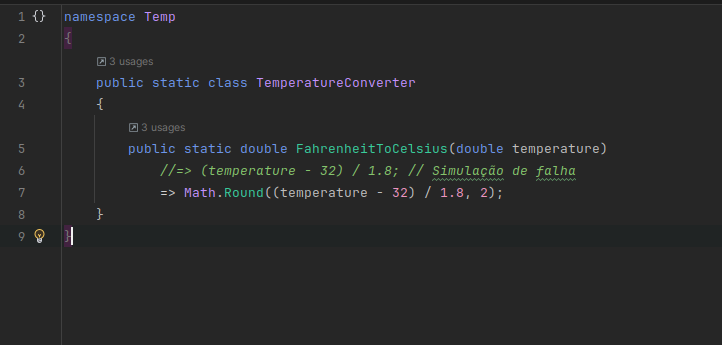 1 {} namespace Temp
2 {
3 usages
3 public static class TemperatureConverter
4 {
3 usages
5 public static double FahrenheitToCelsius(double temperature)
6 //=> (temperature - 32) / 1.8; // Simulação de falha
7 => Math.Round((temperature - 32) / 1.8, 2);
8 }
9 }